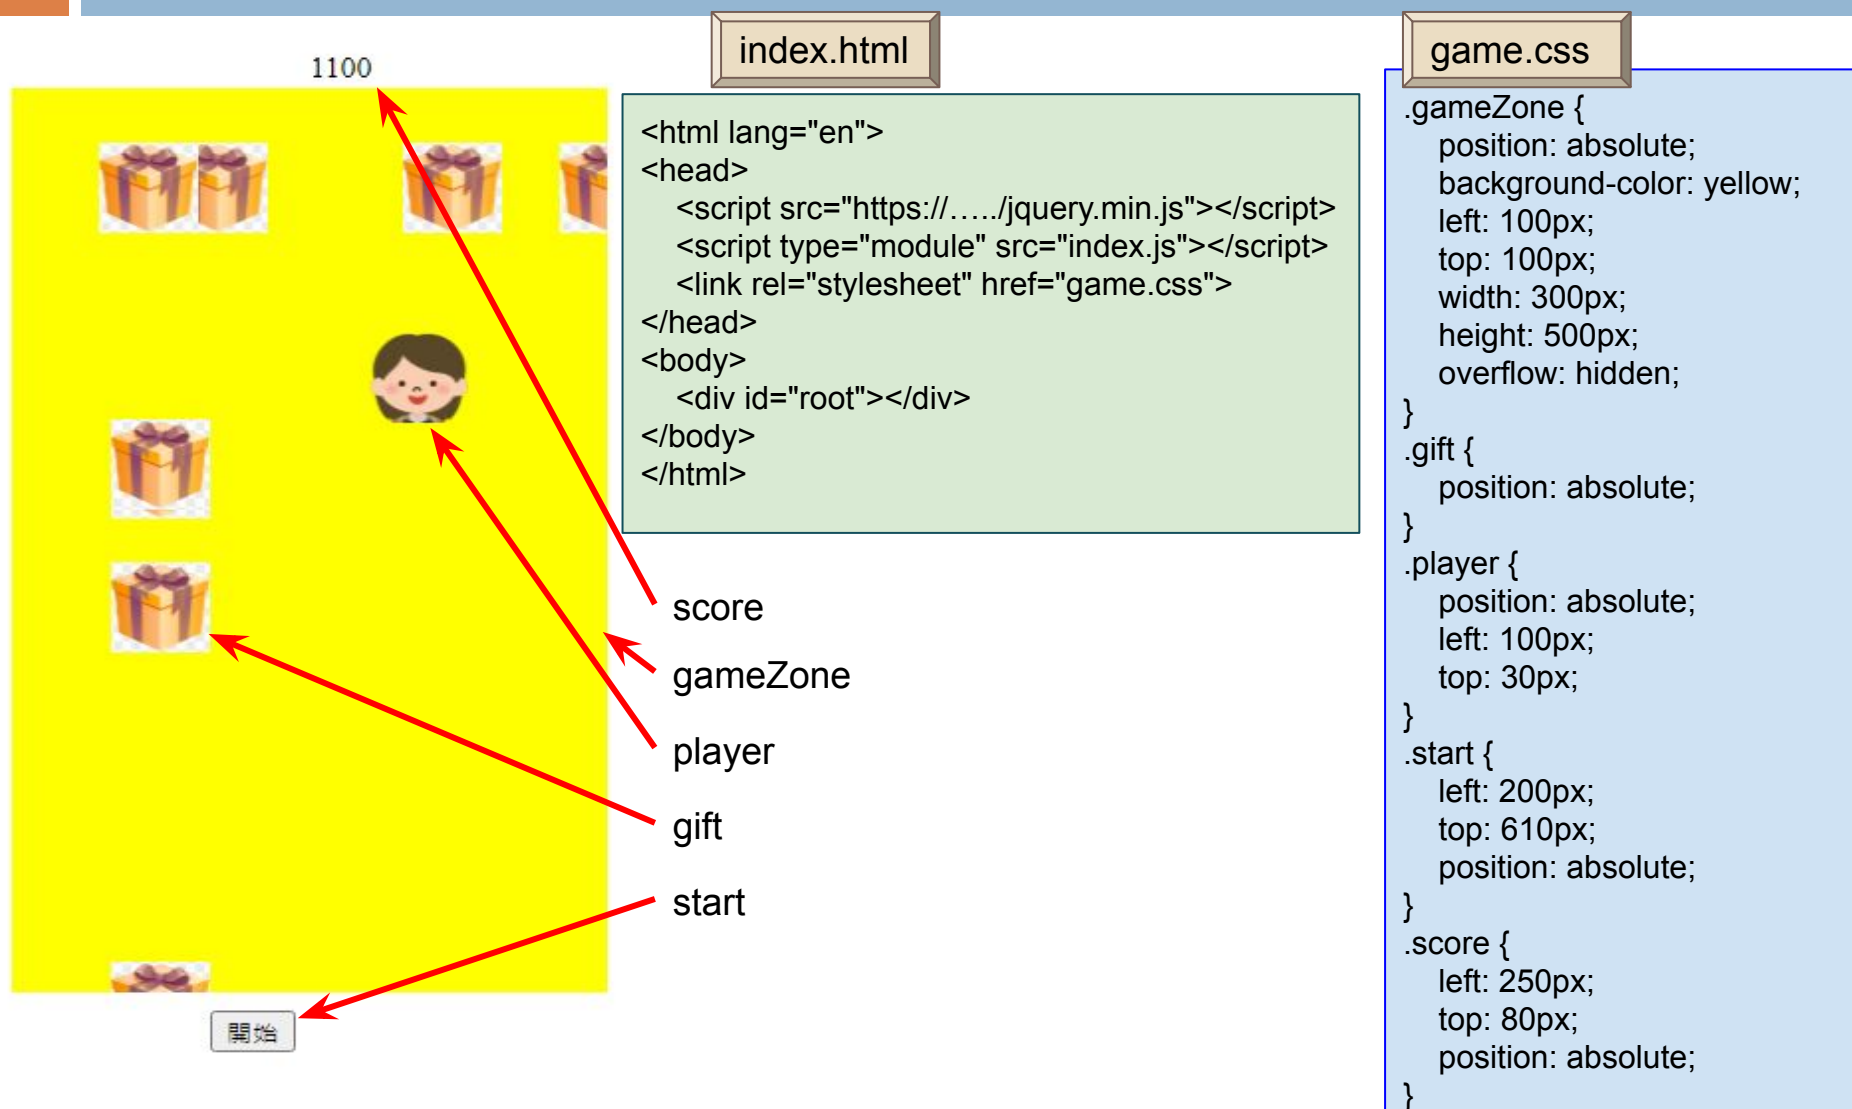 1100
開始
index.html
<html lang="en">
<head>
<script src="https://…../jquery.min.js"></script>
<script type="module" src="index.js"></script>
<link rel="stylesheet" href="game.css">
</head>
<body>
<div id="root"></div>
</body>
</html>
score
gameZone
player
gift
start
game.css
.gameZone {
position: absolute;
background-color: yellow;
left: 100px;
top: 100px;
width: 300px;
height: 500px;
overflow: hidden;
}
.gift {
position: absolute;
}
.player {
position: absolute;
left: 100px;
top: 30px;
}
.start {
left: 200px;
top: 610px;
position: absolute;
}
.score {
left: 250px;
top: 80px;
position: absolute;
}